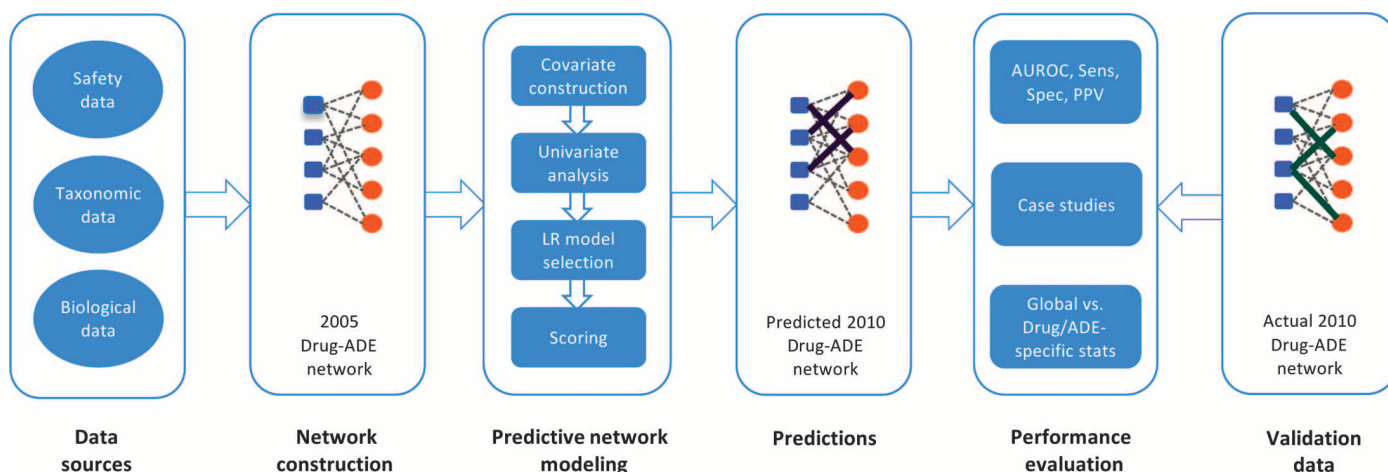 Safety
data
Taxonomic
data
Biological
data
2005
Drug-ADE
network
Covariate
construction
Univariate
analysis
LR model
selection
Scoring
Predicted 2010
Drug-ADE
network
AUROC, Sens,
Spec, PPV
Case studies
Global vs.
Drug/ADE-
specific stats
Actual 2010
Drug-ADE
network
Data
sources
Network
construction
Predictive network
modeling
Predictions
Performance
evaluation
Validation
data